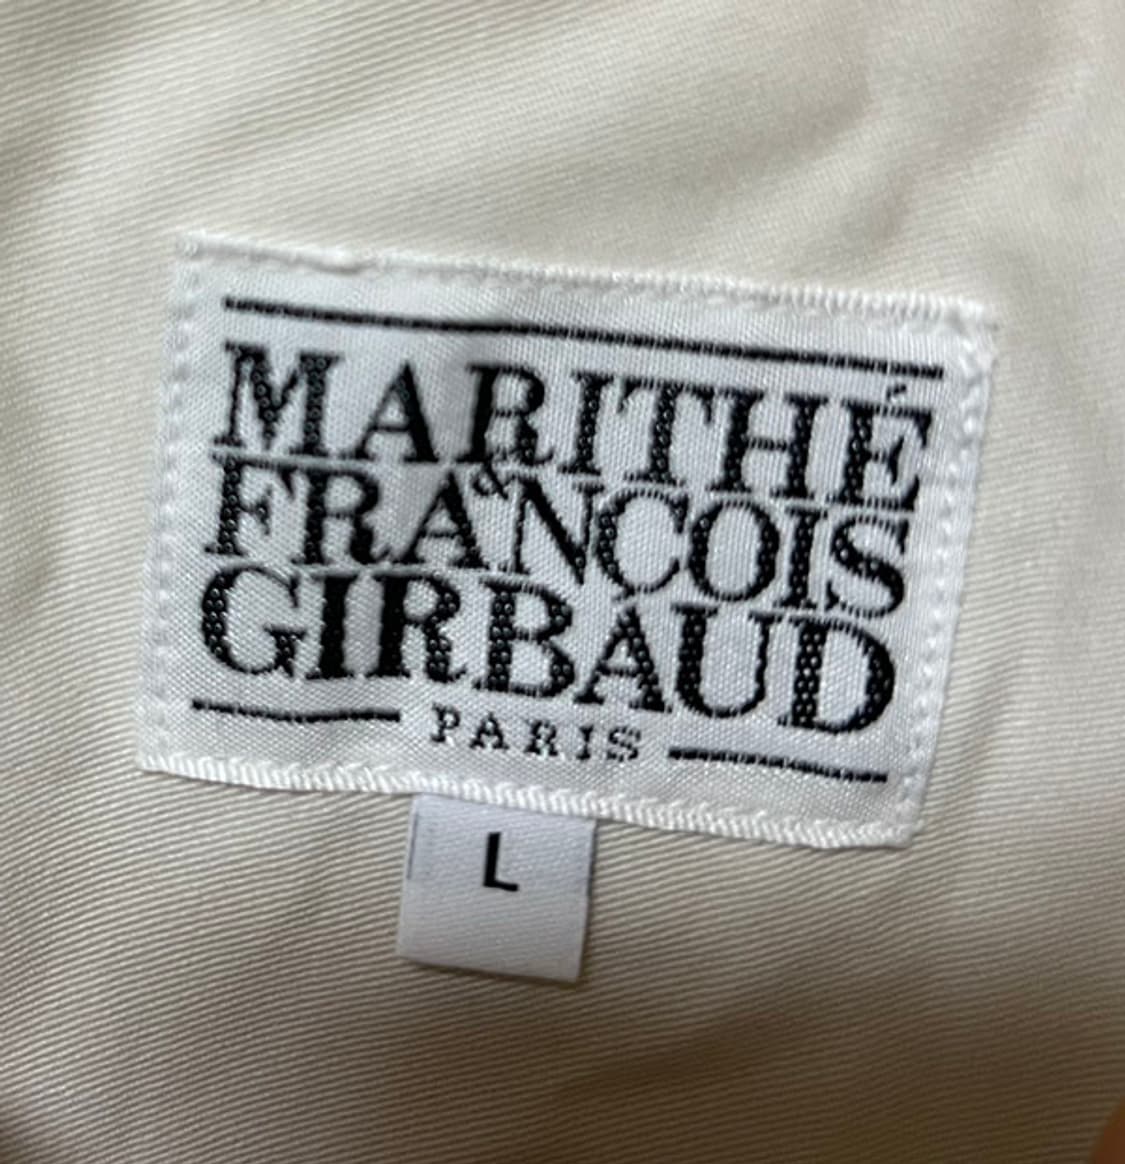 MARITHÉ
&
FRANÇOIS
GIRBAUD
PARIS
L